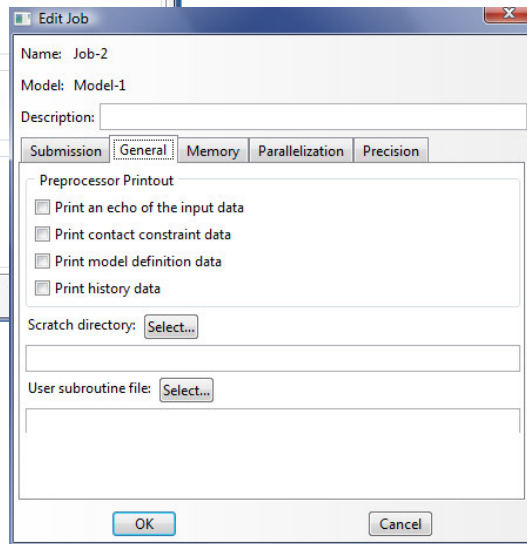 Edit Job
Name: Job-2
Model: Model-1
Description:
Submission General Memory Parallelization Precision
Preprocessor Printout
Print an echo of the input data
Print contact constraint data
Print model definition data
Print history data
Scratch directory: Select...
User subroutine file: Select...
OK Cancel